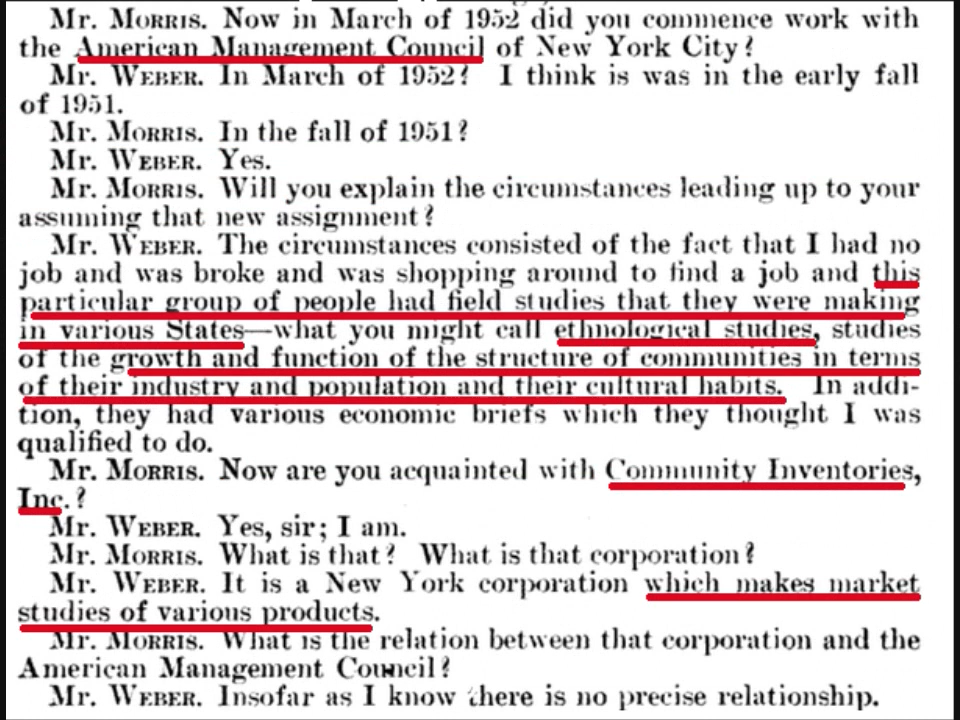 Mr. Morris. Now in March of 1952 did you commence work with
the American Management Council of New York City?
Mr. Weber. In March of 1952? I think is was in the early fall
of 1951.
Mr. Morris. In the fall of 1951?
Mr. Weber. Yes.
Mr. Morris. Will you explain the circumstances leading up to your
assuming that new assignment?
Mr. Weber. The circumstances consisted of the fact that I had no
job and was broke and was shopping around to find a job and this
particular group of people had field studies that they were making
in various States—what you might call ethnological studies, studies
of the growth and function of the structure of communities in terms
of their industry and population and their cultural habits. In addi-
tion, they had various economic briefs which they thought I was
qualified to do.
Mr. Morris. Now are you acquainted with Community Inventories,
Inc.?
Mr. Weber. Yes, sir; I am.
Mr. Morris. What is that? What is that corporation?
Mr. Weber. It is a New York corporation which makes market
studies of various products.
Mr. Morris. What is the relation between that corporation and the
American Management Council?
Mr. Weber. Insofar as I know there is no precise relationship.